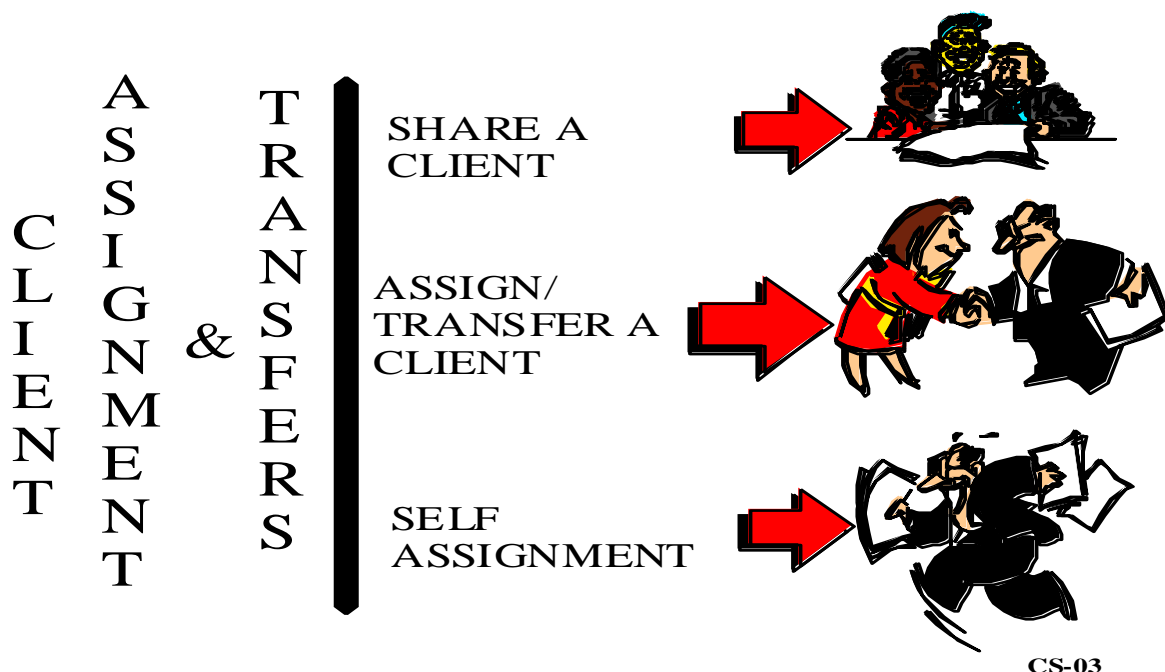 CLIENT
ASSIGNMENT
&
TRANSFERS
SHARE A
CLIENT
ASSIGN/
TRANSFER A
CLIENT
SELF
ASSIGNMENT
CS-03